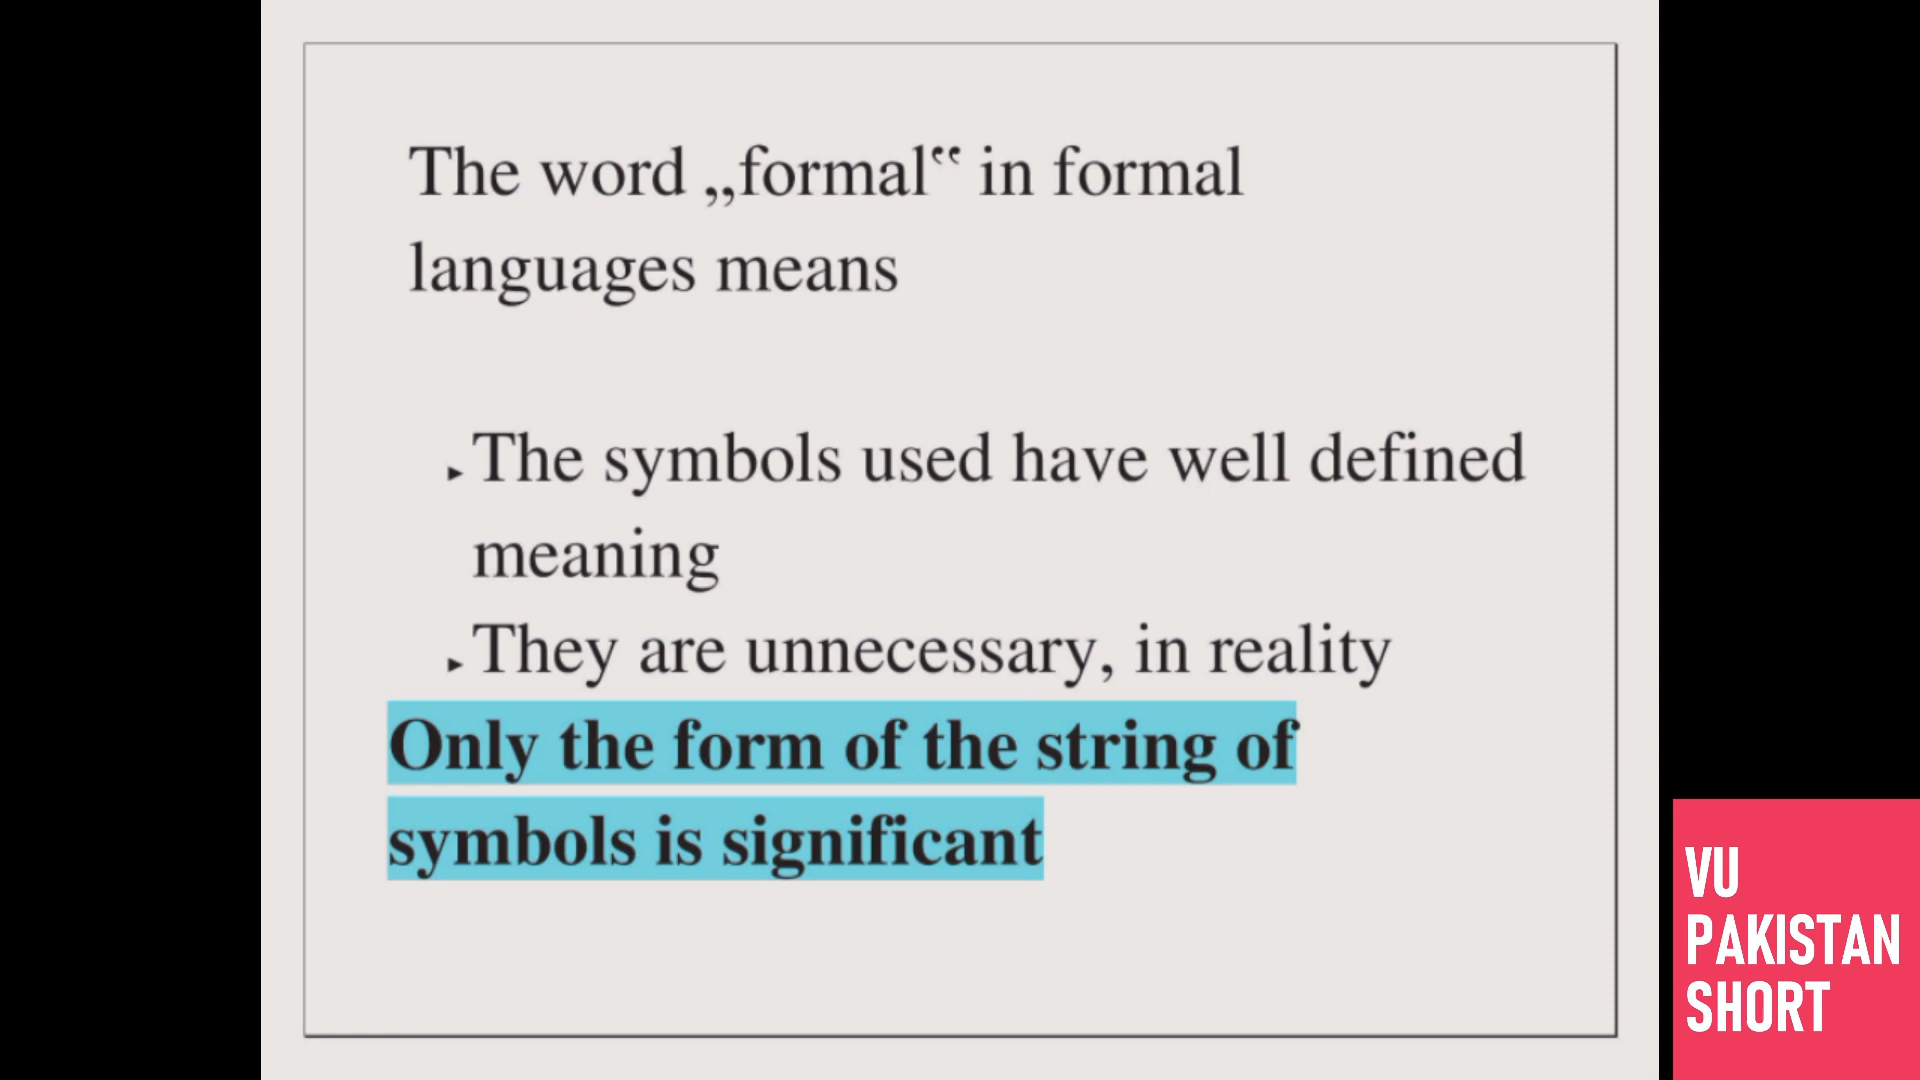 The word „formal‟ in formal
languages means
▸The symbols used have well defined
meaning
▸They are unnecessary, in reality
Only the form of the string of
symbols is significant
VU
PAKISTAN
SHORT